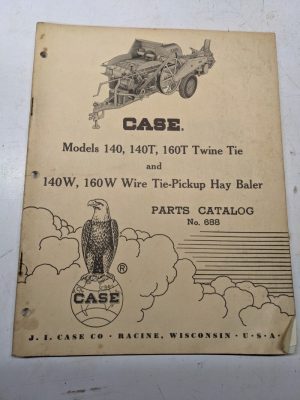 CASE.
Models 140, 140T, 160T Twine Tie
and
140W, 160W Wire Tie-Pickup Hay Baler
PARTS CATALOG
No. 688
®
CASE
J. I. CASE CO · RACINE, WISCONSIN · U · S · A ·